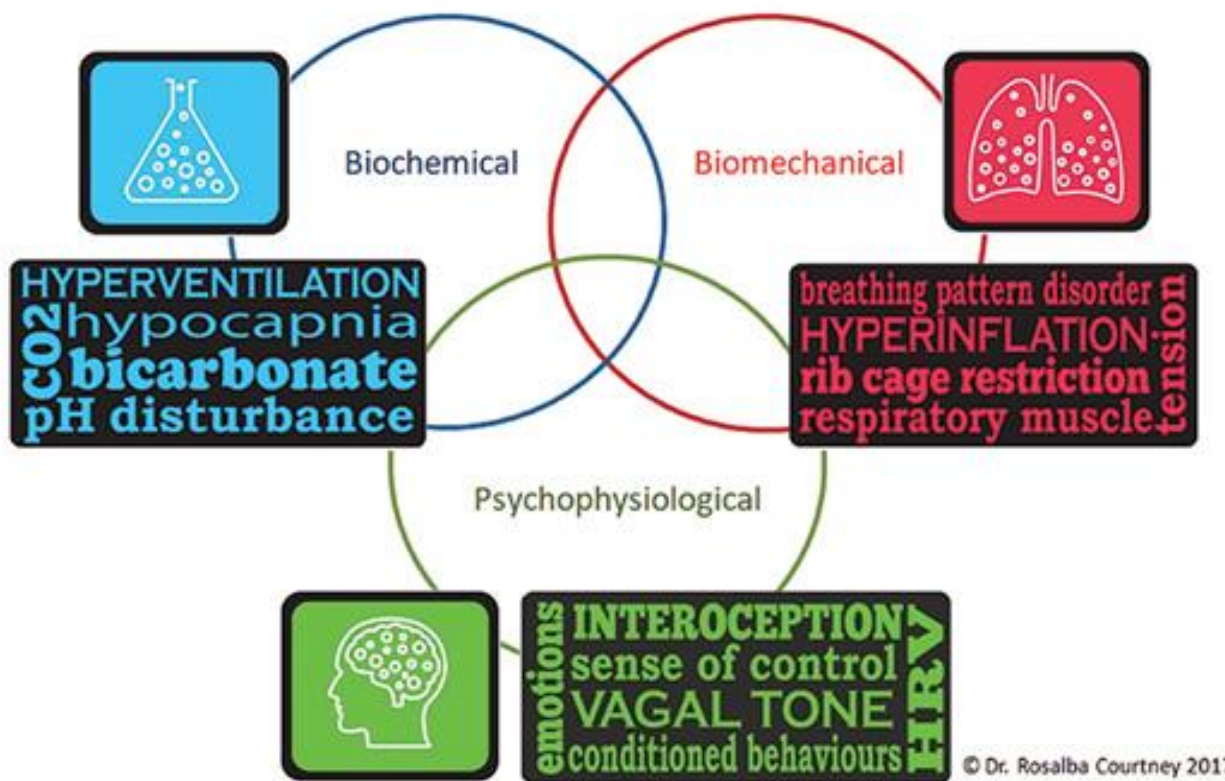 Biochemical
Biomechanical
HYPERVENTILATION
CO2
hypocapnia
bicarbonate
pH disturbance
breathing pattern disorder
HYPERINFLATION
rib cage restriction
respiratory muscle
tension
Psychophysiological
emotions
INTEROCEPTION
sense of control
VAGAL TONE
conditioned behaviours
HRV
© Dr. Rosalba Courtney 201